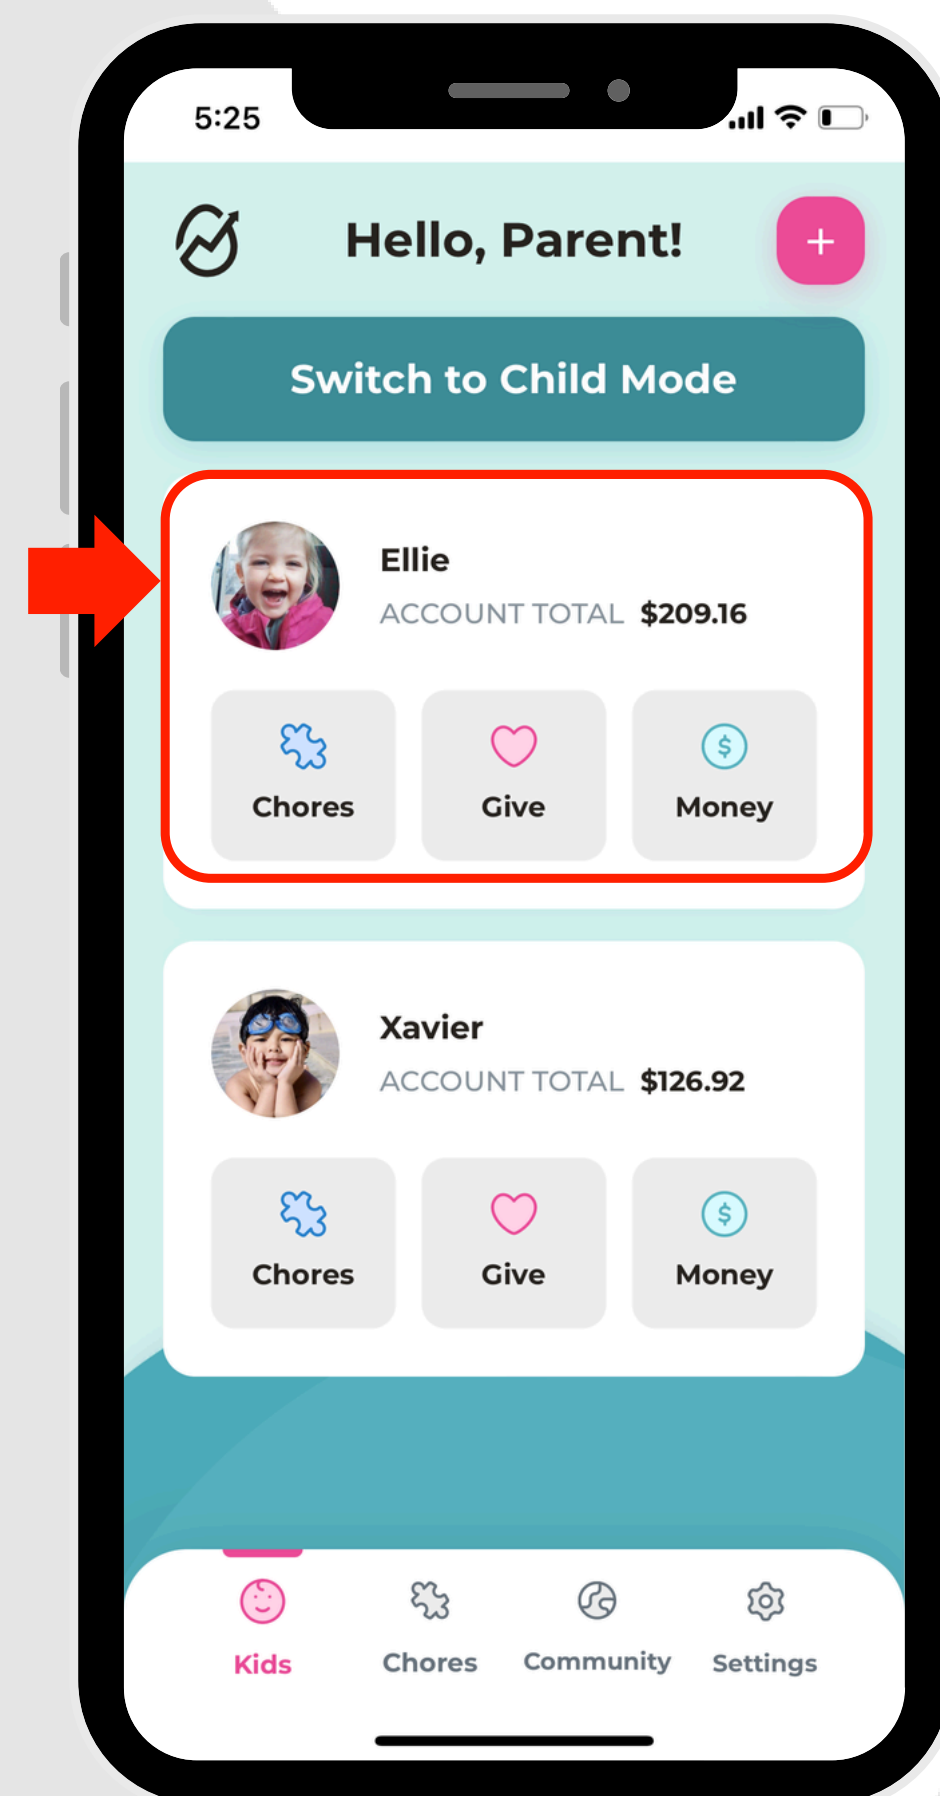 5:25
Hello, Parent!
+
Switch to Child Mode
Ellie
ACCOUNT TOTAL $209.16
$
Chores Give Money
Xavier
ACCOUNT TOTAL $126.92
$
Chores Give Money
Kids Chores Community Settings